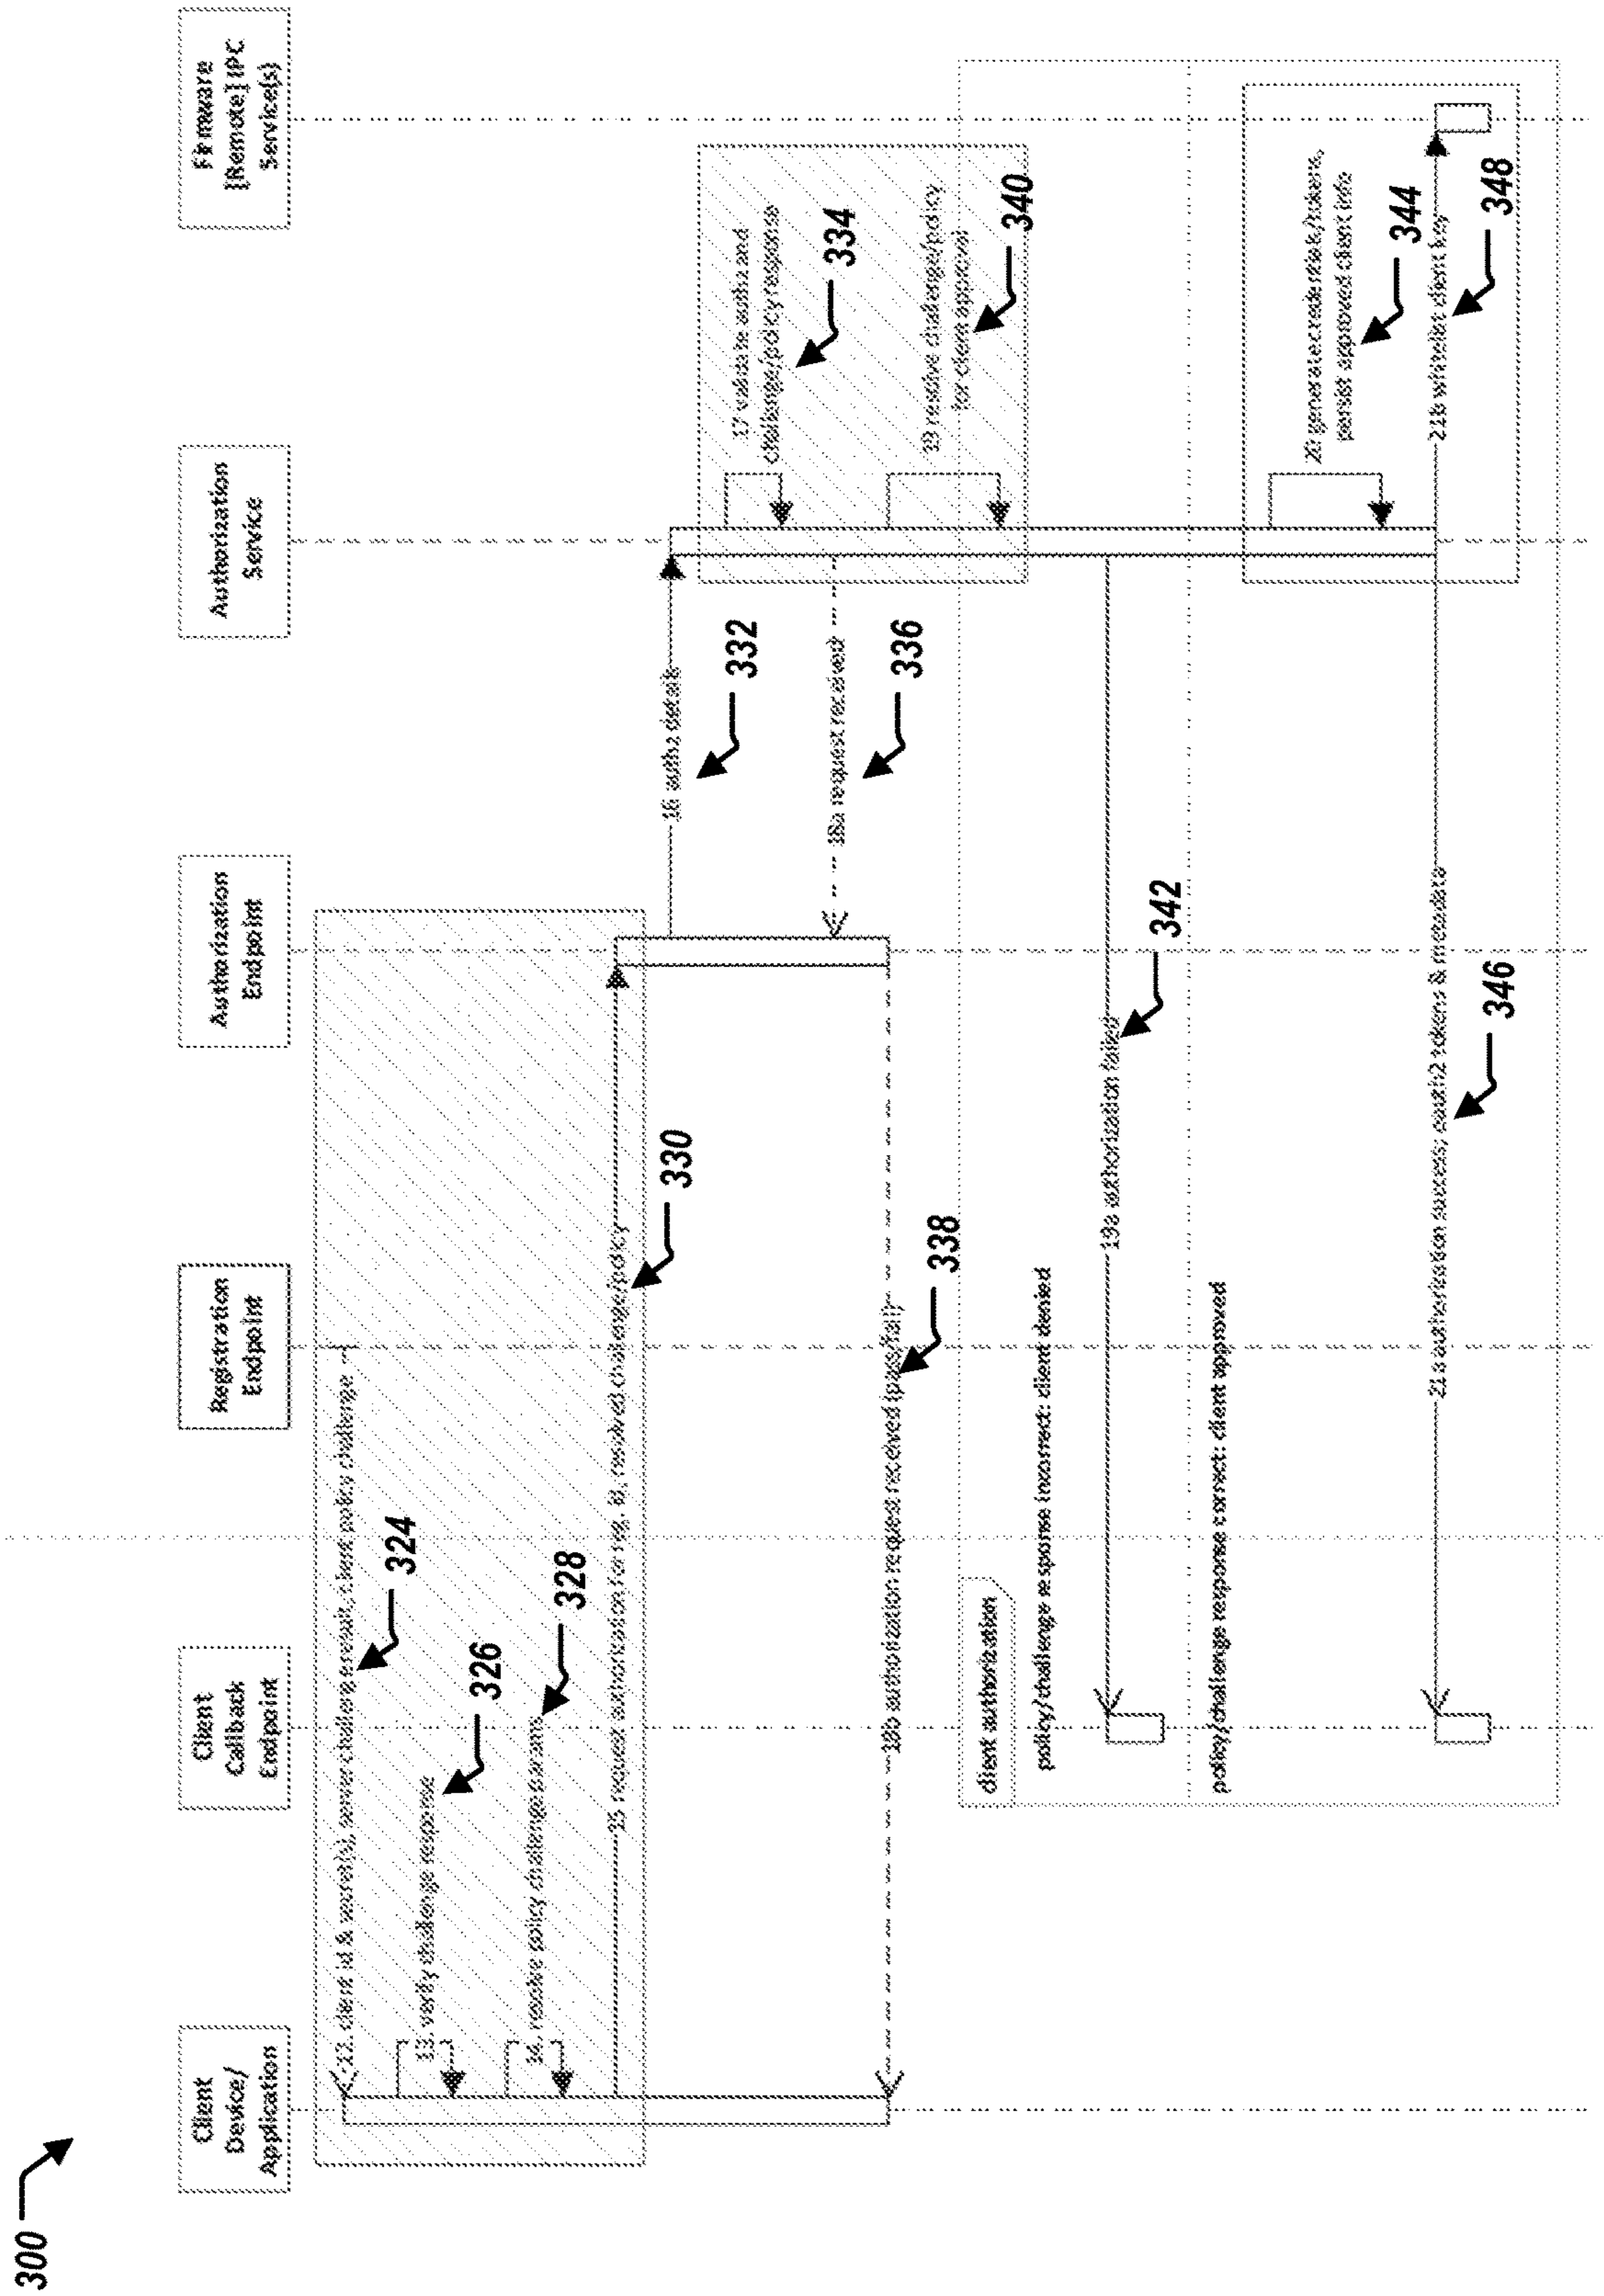 300
Client
Device/
Application
Client
Callback
Endpoint
Registration
Endpoint
Authorization
Endpoint
Authorization
Service
Firmware
[Remote] IPC
Service(s)
12. client id & secret(s), server challenge result, client policy challenge
324
13. verify challenge response
326
14. resolve policy challenge params
328
15 request authorization for reg. ID, resolved challenge/policy
330
16 authz details
332
17 validate authz and
challenge/policy response
334
18a request received
336
18b authorization request received (pass/fail)
338
19 resolve challenge/policy
for client approval
340
client authorization
policy/challenge response incorrect: client denied
19a authorization failed
342
policy/challenge response correct: client approved
20 generate credentials/tokens,
persist approved client info
344
21a authorization success; oauth2 tokens & metadata
346
21b whitelist client key
348